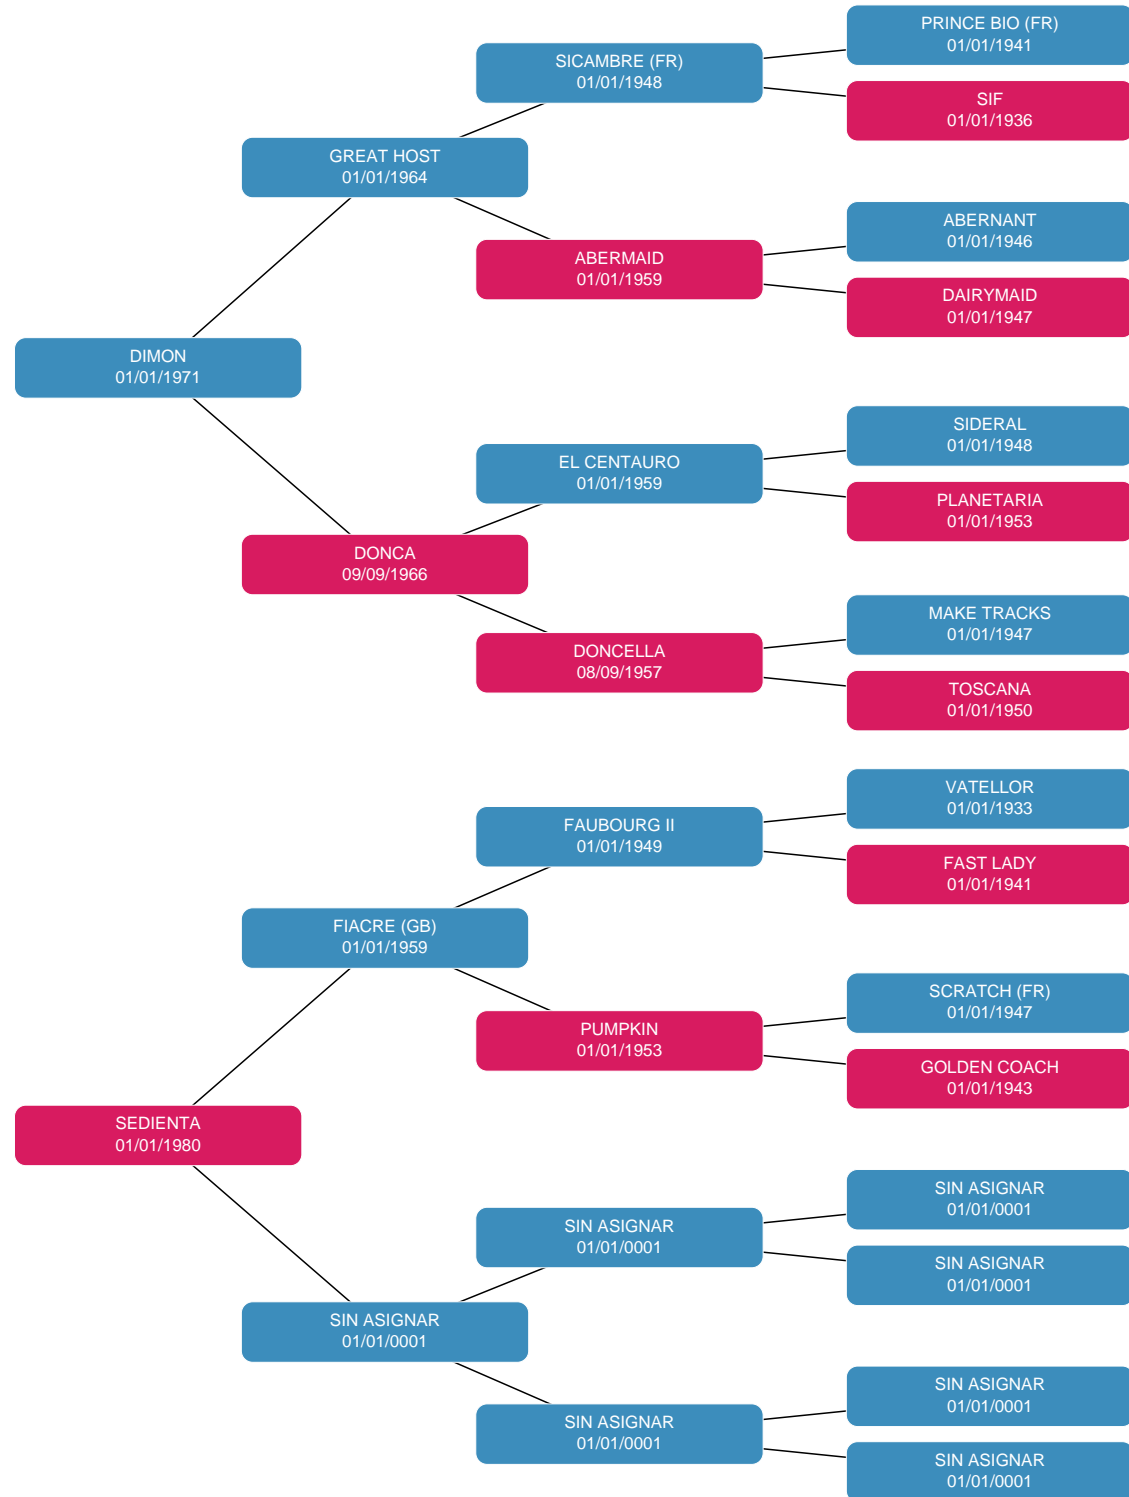 PRINCE BIO (FR)
01/01/1941
SICAMBRE (FR)
01/01/1948
SIF
01/01/1936
GREAT HOST
01/01/1964
ABERNANT
01/01/1946
ABERMAID
01/01/1959
DAIRYMAID
01/01/1947
DIMON
01/01/1971
SIDERAL
01/01/1948
EL CENTAURO
01/01/1959
PLANETARIA
01/01/1953
DONCA
09/09/1966
MAKE TRACKS
01/01/1947
DONCELLA
08/09/1957
TOSCANA
01/01/1950
VATELLOR
01/01/1933
FAUBOURG II
01/01/1949
FAST LADY
01/01/1941
FIACRE (GB)
01/01/1959
SCRATCH (FR)
01/01/1947
PUMPKIN
01/01/1953
GOLDEN COACH
01/01/1943
SEDIENTA
01/01/1980
SIN ASIGNAR
01/01/0001
SIN ASIGNAR
01/01/0001
SIN ASIGNAR
01/01/0001
SIN ASIGNAR
01/01/0001
SIN ASIGNAR
01/01/0001
SIN ASIGNAR
01/01/0001
SIN ASIGNAR
01/01/0001